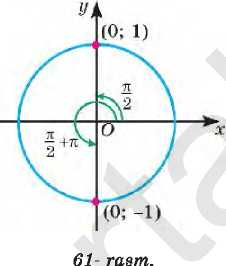 y
(0; 1)
π/2
O
x
π/2 + π
(0; -1)
61- rasm.